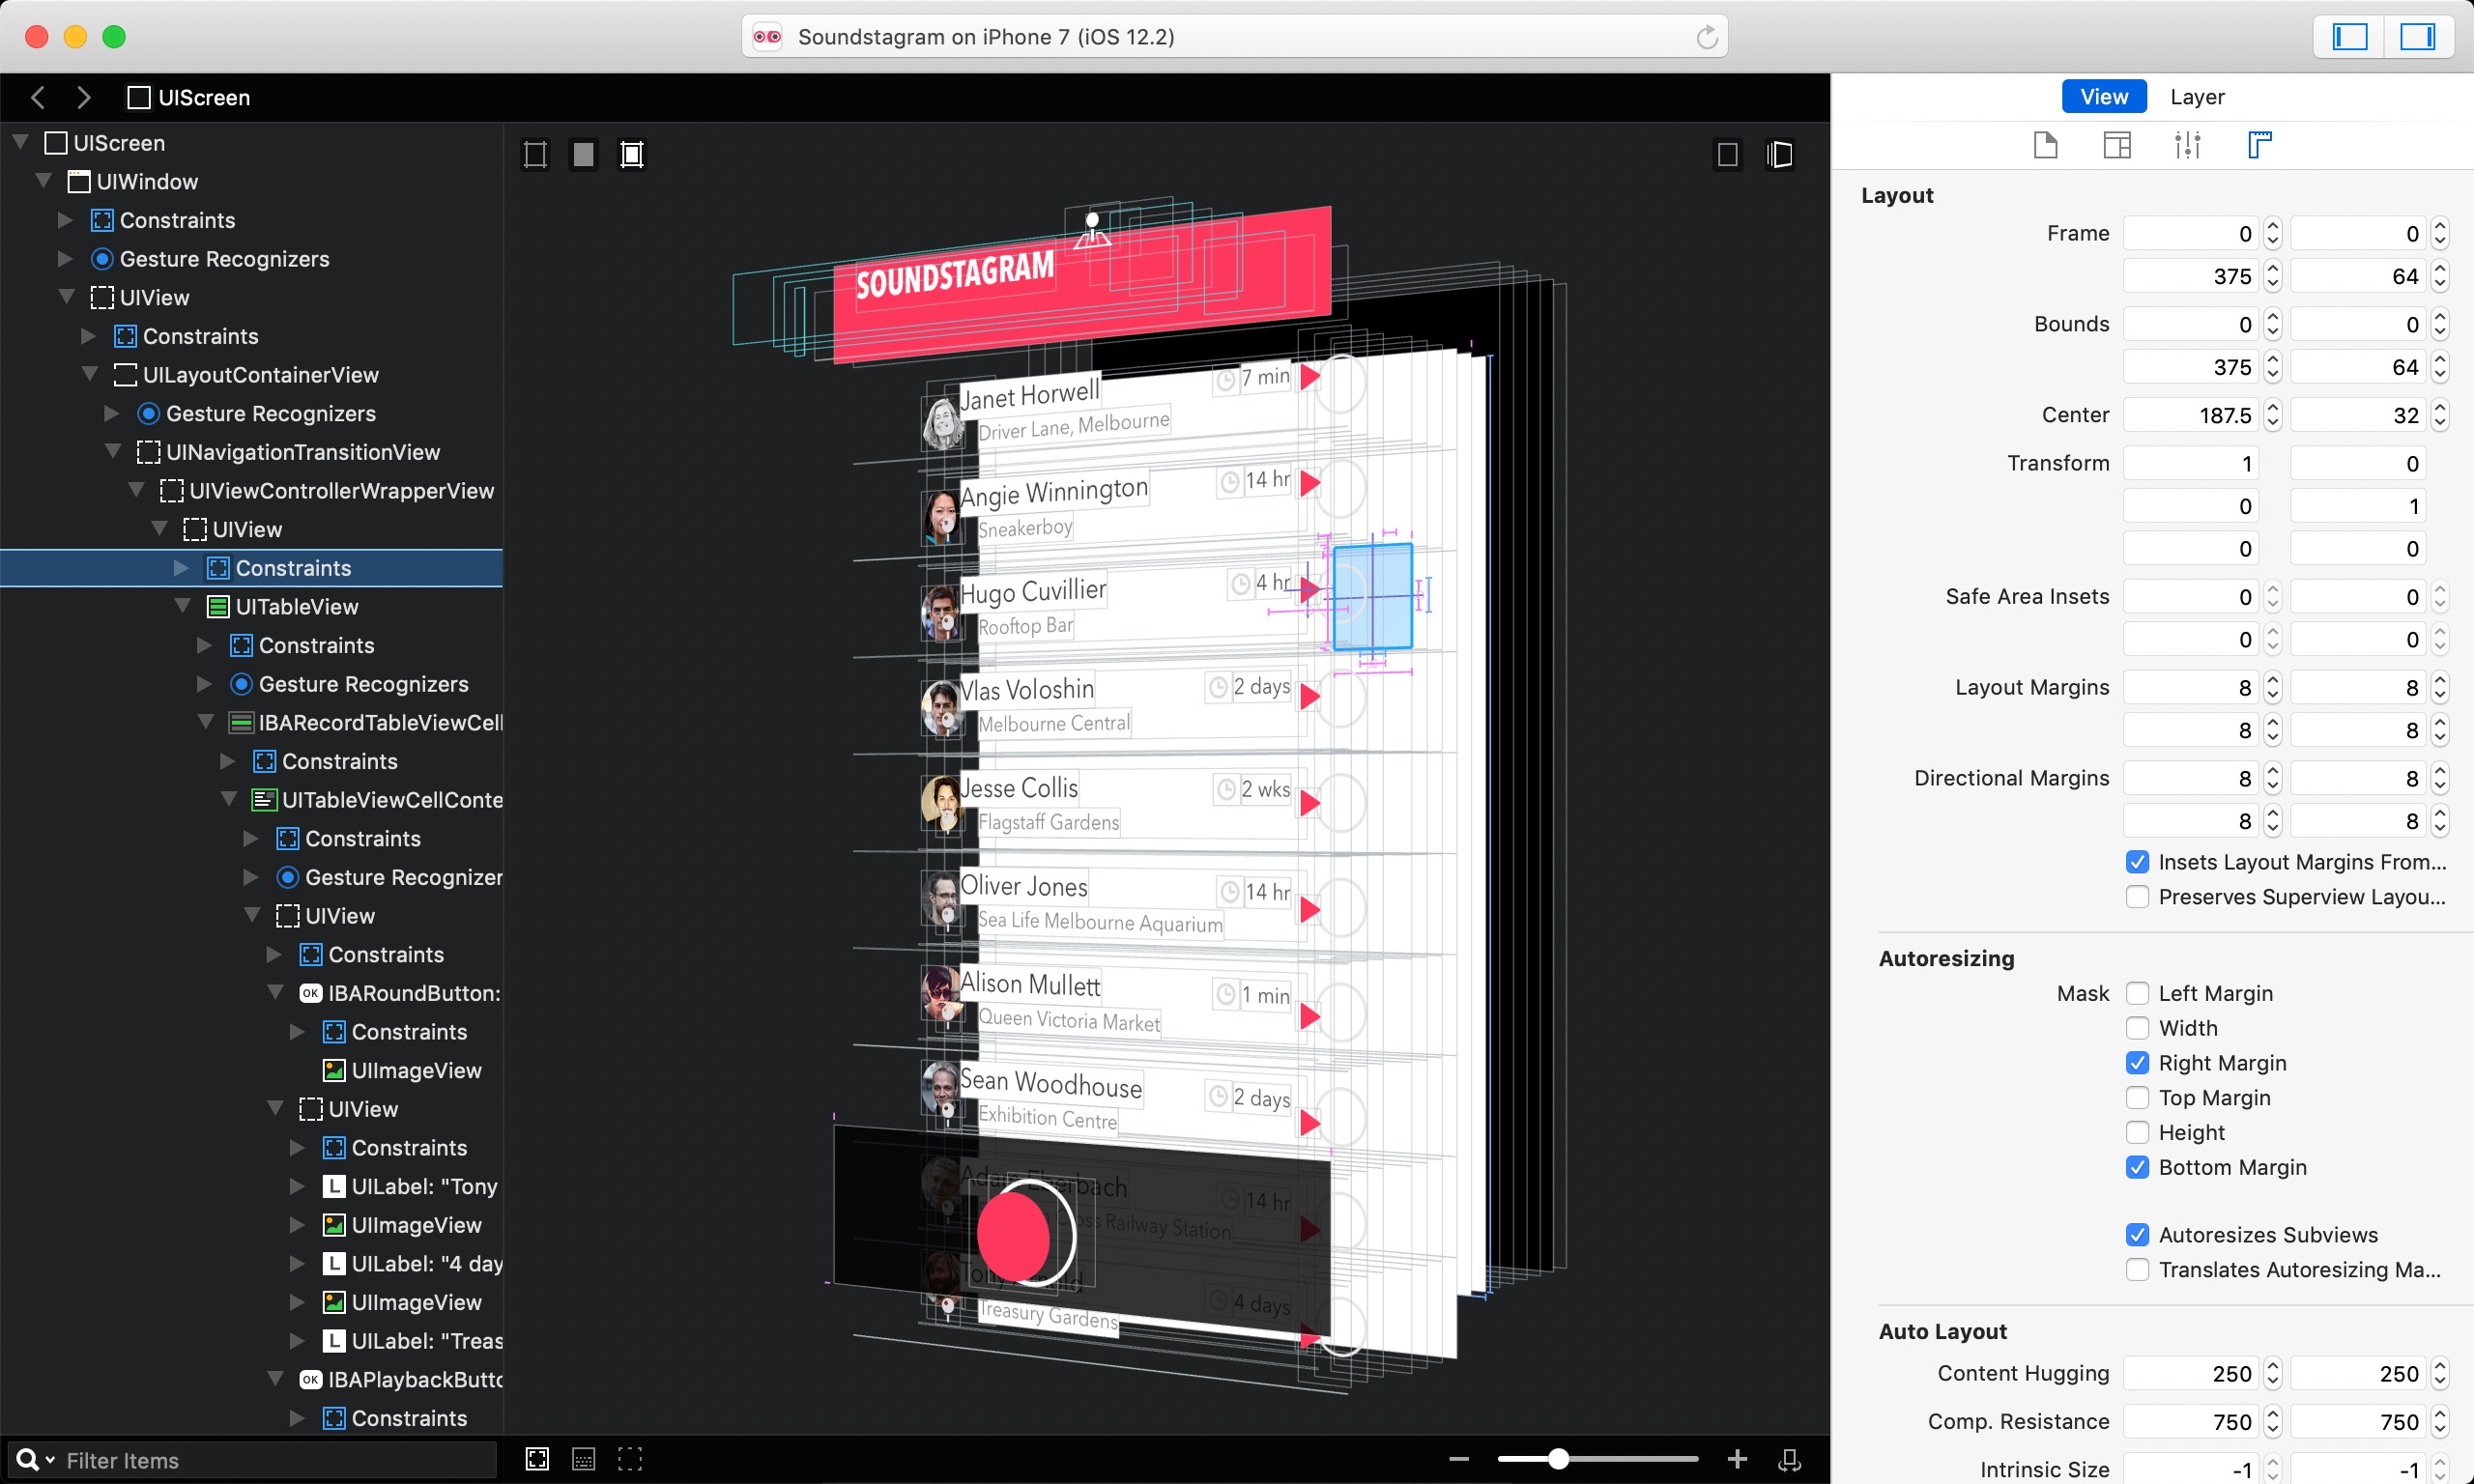 Soundstagram on iPhone 7 (iOS 12.2)
UIScreen
UIScreen
UIWindow
Constraints
Gesture Recognizers
UIView
Constraints
UILayoutContainerView
Gesture Recognizers
UINavigationTransitionView
UIViewControllerWrapperView
UIView
Constraints
UITableView
Constraints
Gesture Recognizers
IBARecordTableViewCell
Constraints
UITableViewCellConte
Constraints
Gesture Recognizer
UIView
Constraints
OK IBARoundButton:
Constraints
UIImageView
UIView
Constraints
L UILabel: "Tony
UIImageView
L UILabel: "4 day
UIImageView
L UILabel: "Treas
OK IBAPlaybackButto
Constraints
Filter Items
SOUNDSTAGRAM
Janet Horwell 7 min
Driver Lane, Melbourne
Angie Winnington 14 hr
Sneakerboy
Hugo Cuvillier 4 hr
Rooftop Bar
Vlas Voloshin 2 days
Melbourne Central
Jesse Collis 2 wks
Flagstaff Gardens
Oliver Jones 14 hr
Sea Life Melbourne Aquarium
Alison Mullett 1 min
Queen Victoria Market
Sean Woodhouse 2 days
Exhibition Centre
14 hr
Railway Station
4 days
Treasury Gardens
View Layer
Layout
Frame 0 0
375 64
Bounds 0 0
375 64
Center 187.5 32
Transform 1 0
0 1
0 0
Safe Area Insets 0 0
0 0
Layout Margins 8 8
8 8
Directional Margins 8 8
8 8
Insets Layout Margins From...
Preserves Superview Layou...
Autoresizing
Mask Left Margin
Width
Right Margin
Top Margin
Height
Bottom Margin
Autoresizes Subviews
Translates Autoresizing Ma...
Auto Layout
Content Hugging 250 250
Comp. Resistance 750 750
Intrinsic Size -1 -1